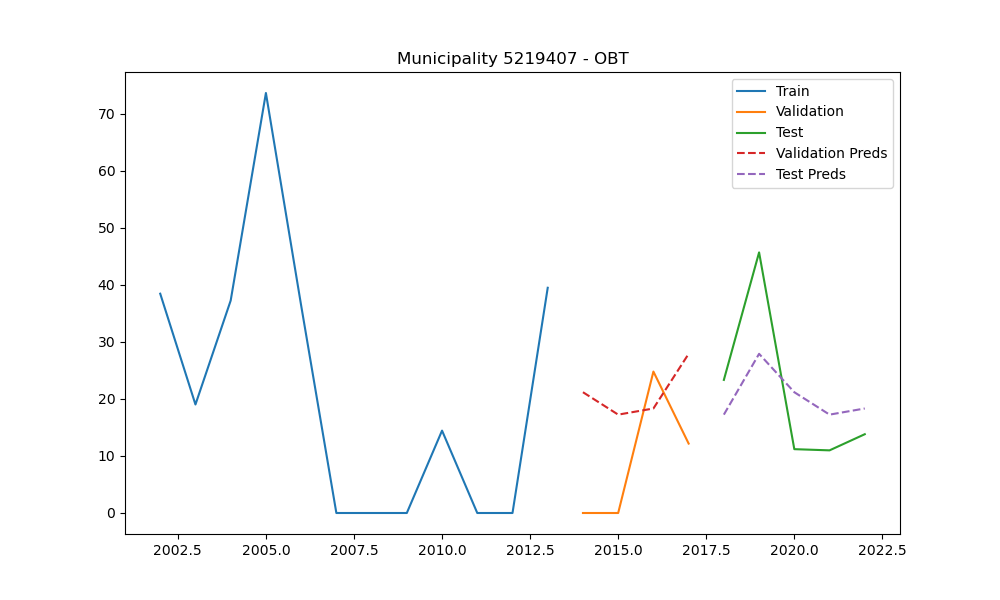 Municipality 5219407 - OBT
Train
Validation
Test
Validation Preds
Test Preds
70
60
50
40
30
20
10
0
2002.5 2005.0 2007.5 2010.0 2012.5 2015.0 2017.5 2020.0 2022.5